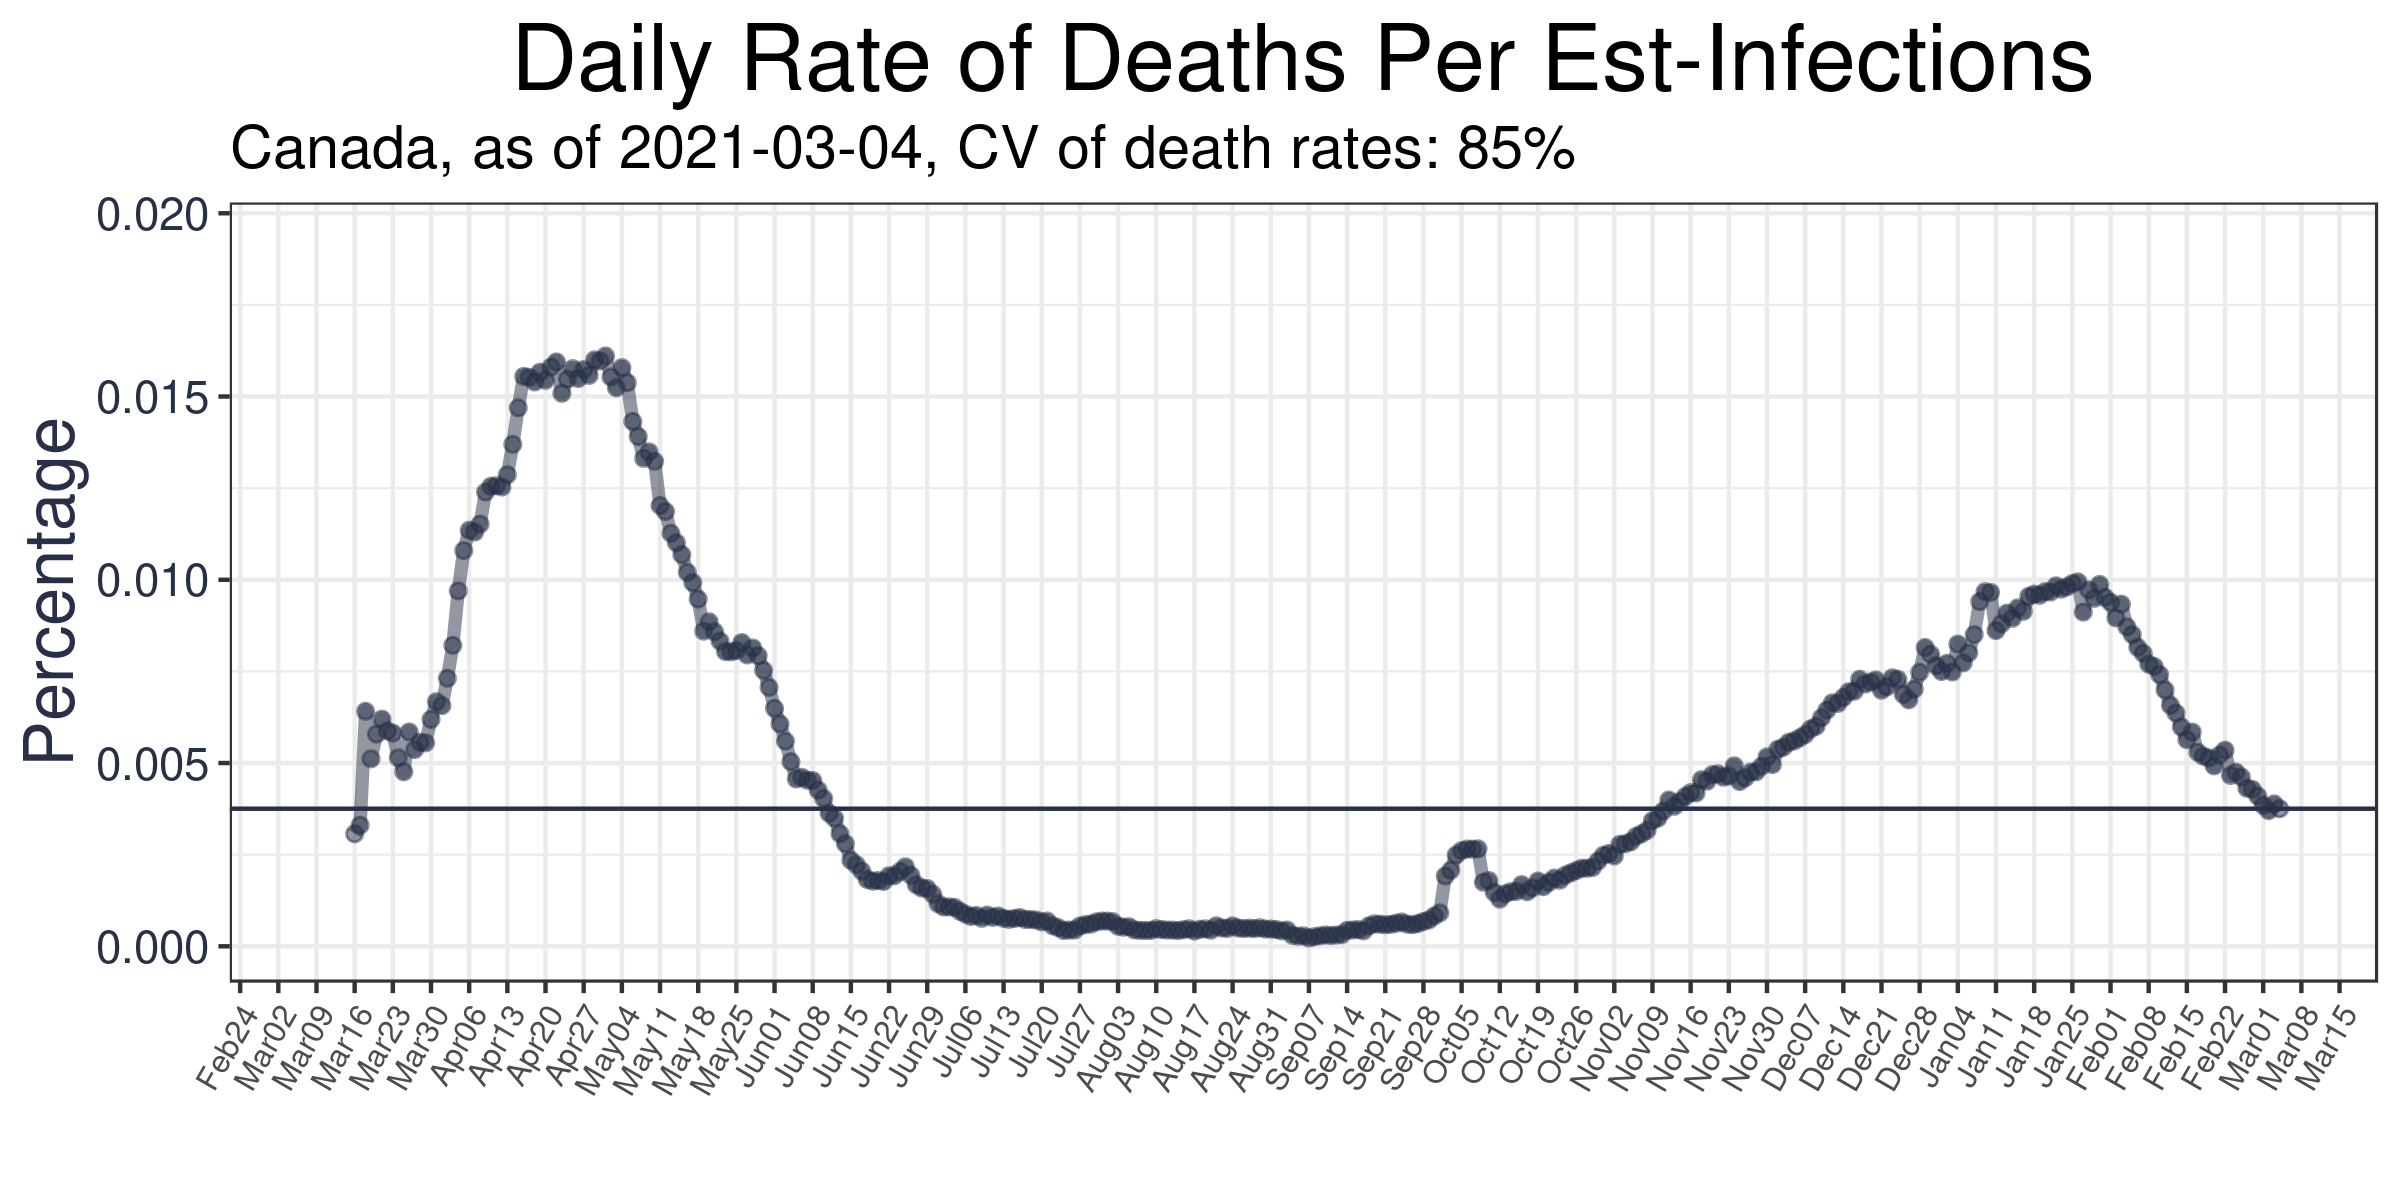 Daily Rate of Deaths Per Est-Infections
Canada, as of 2021-03-04, CV of death rates: 85%
Percentage
0.020
0.015
0.010
0.005
0.000
Feb24
Mar02
Mar09
Mar16
Mar23
Mar30
Apr06
Apr13
Apr20
Apr27
May04
May11
May18
May25
Jun01
Jun08
Jun15
Jun22
Jun29
Jul06
Jul13
Jul20
Jul27
Aug03
Aug10
Aug17
Aug24
Aug31
Sep07
Sep14
Sep21
Sep28
Oct05
Oct12
Oct19
Oct26
Nov02
Nov09
Nov16
Nov23
Nov30
Dec07
Dec14
Dec21
Dec28
Jan04
Jan11
Jan18
Jan25
Feb01
Feb08
Feb15
Feb22
Mar01
Mar08
Mar15